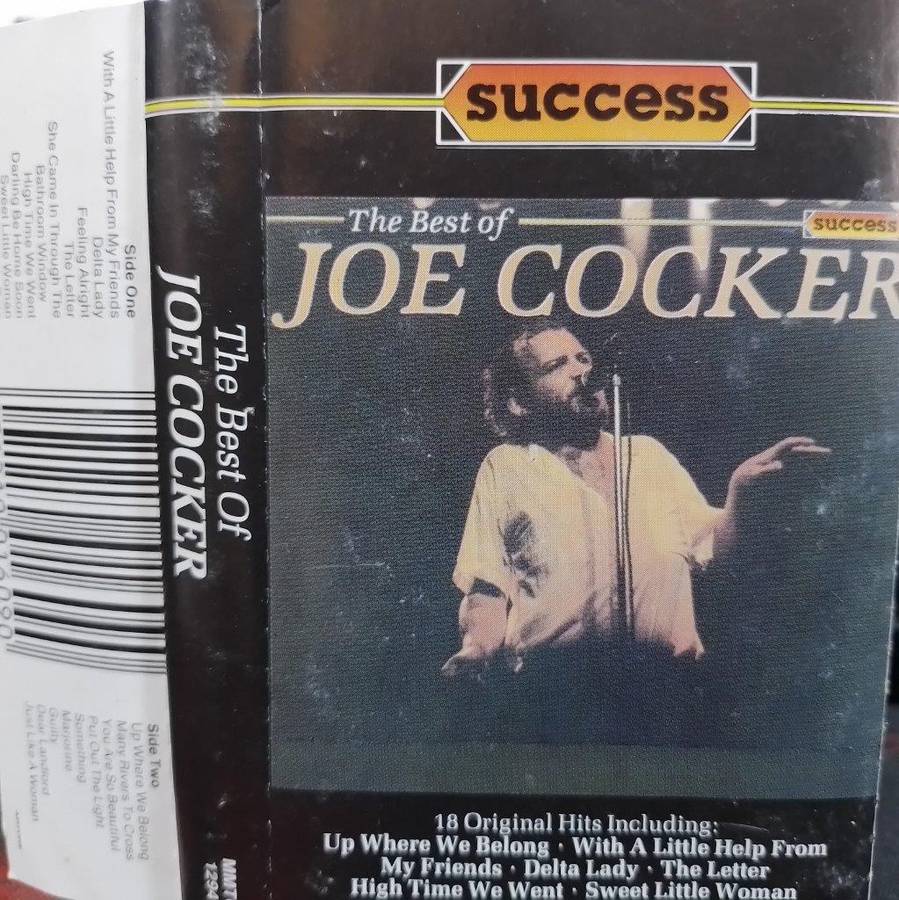 success
The Best of
success
JOE COCKER
18 Original Hits Including:
Up Where We Belong · With A Little Help From
My Friends · Delta Lady · The Letter
High Time We Went · Sweet Little Woman
The Best Of
JOE COCKER
1294
Side One
With A Little Help From My Friends
Delta Lady
Feeling Alright
The Letter
She Came In Through The
Bathroom Window
High Time We Went
Darling Be Home Soon
Sweet Little Woman
Side Two
Up Where We Belong
Many Rivers To Cross
You Are So Beautiful
Put Out The Light
Something
Marjorine
Guilty
Dear Landlord
Just Like A Woman